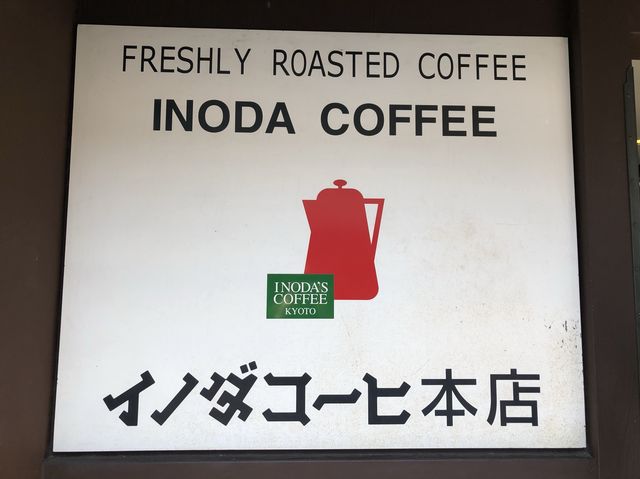 FRESHLY ROASTED COFFEE
INODA COFFEE
INODA'S
COFFEE
KYOTO
イノダコーヒ本店